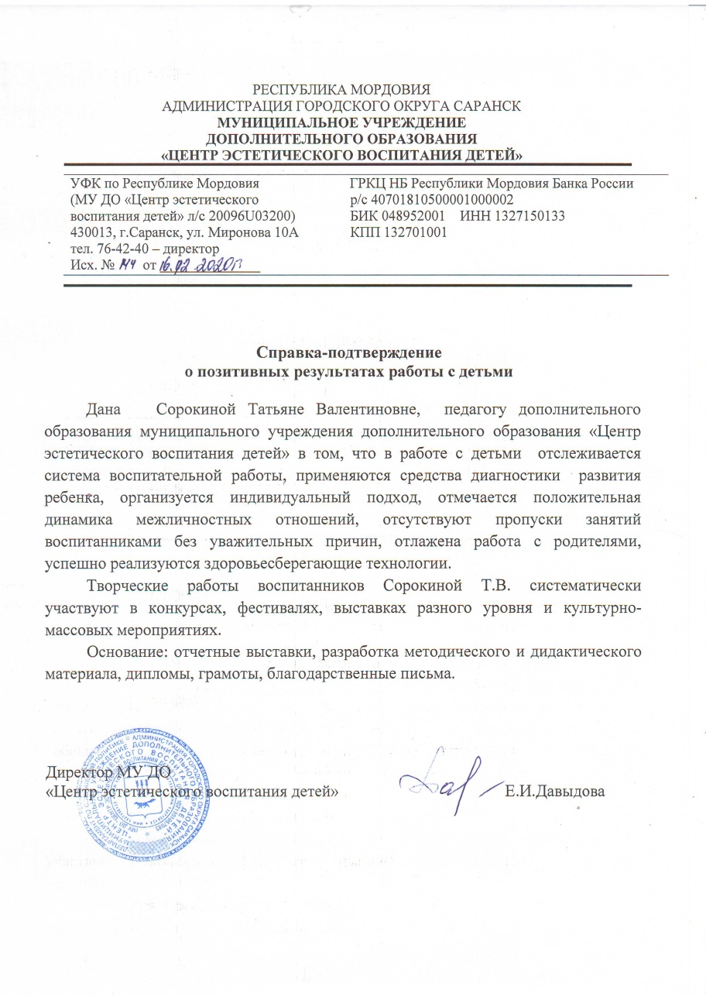 РЕСПУБЛИКА МОРДОВИЯ
АДМИНИСТРАЦИЯ ГОРОДСКОГО ОКРУГА САРАНСК
МУНИЦИПАЛЬНОЕ УЧРЕЖДЕНИЕ
ДОПОЛНИТЕЛЬНОГО ОБРАЗОВАНИЯ
«ЦЕНТР ЭСТЕТИЧЕСКОГО ВОСПИТАНИЯ ДЕТЕЙ»
УФК по Республике Мордовия
(МУ ДО «Центр эстетического
воспитания детей» л/с 20096U03200)
430013, г.Саранск, ул. Миронова 10А
тел. 76-42-40 – директор
Исх. № от 16.02.2020г
ГРКЦ НБ Республики Мордовия Банка России
р/с 40701810500001000002
БИК 048952001 ИНН 1327150133
КПП 132701001
Справка-подтверждение
о позитивных результатах работы с детьми
Дана Сорокиной Татьяне Валентиновне, педагогу дополнительного
образования муниципального учреждения дополнительного образования «Центр
эстетического воспитания детей» в том, что в работе с детьми отслеживается
система воспитательной работы, применяются средства диагностики развития
ребенка, организуется индивидуальный подход, отмечается положительная
динамика межличностных отношений, отсутствуют пропуски занятий
воспитанниками без уважительных причин, отлажена работа с родителями,
успешно реализуются здоровьесберегающие технологии.
Творческие работы воспитанников Сорокиной Т.В. систематически
участвуют в конкурсах, фестивалях, выставках разного уровня и культурно-
массовых мероприятиях.
Основание: отчетные выставки, разработка методического и дидактического
материала, дипломы, грамоты, благодарственные письма.
Директор МУ ДО
«Центр эстетического воспитания детей» Е.И.Давыдова